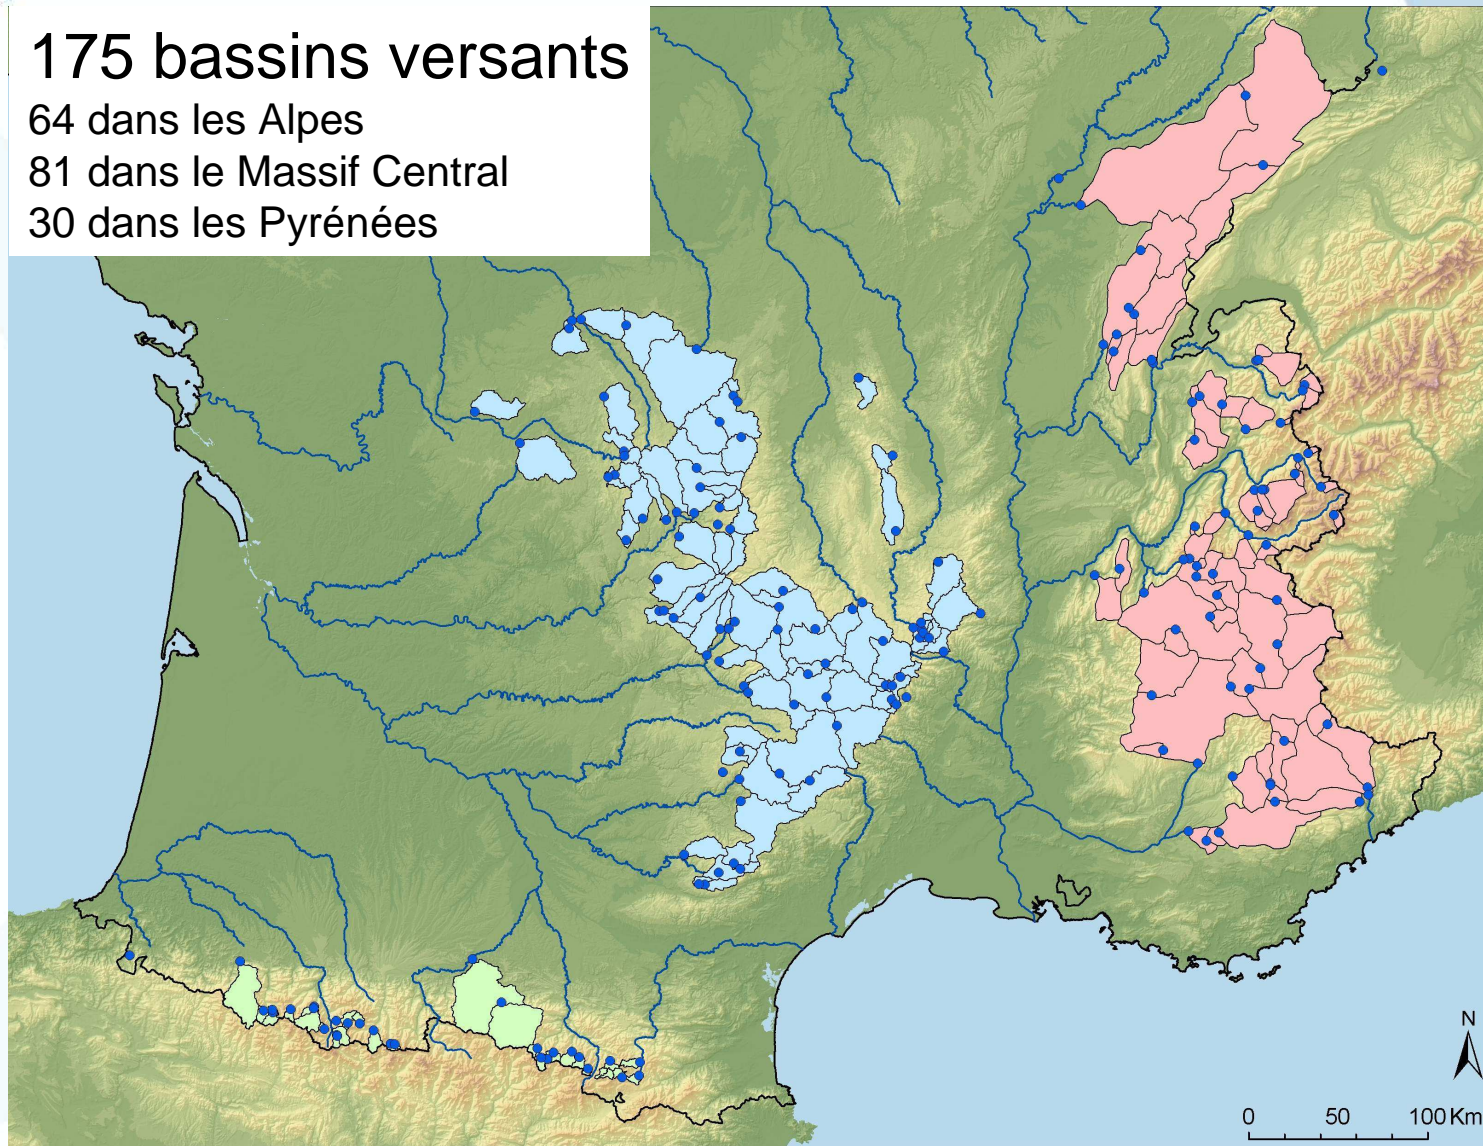 175 bassins versants
64 dans les Alpes
81 dans le Massif Central
30 dans les Pyrénées
N
0 50 100 Km